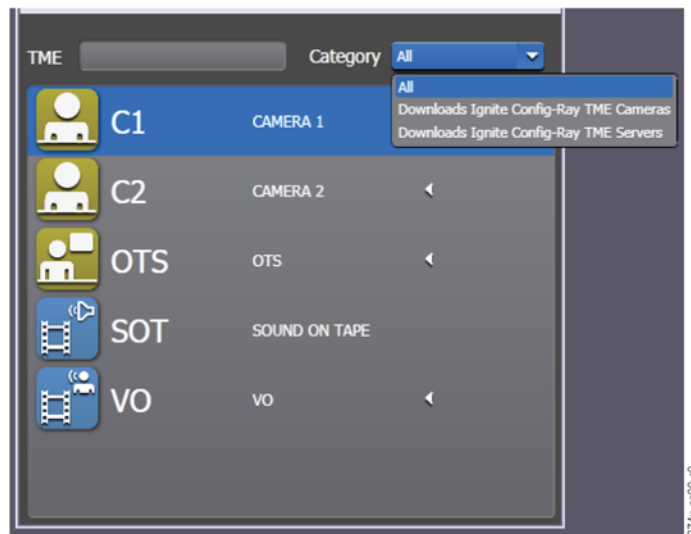 TME Category All
All
Downloads Ignite Config-Ray TME Cameras
Downloads Ignite Config-Ray TME Servers
C1 CAMERA 1
C2 CAMERA 2
OTS OTS
SOT SOUND ON TAPE
VO VO